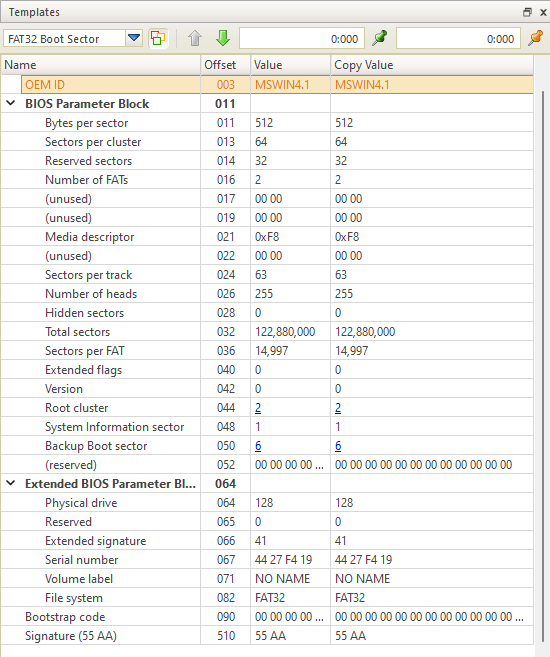 Templates
FAT32 Boot Sector 0:000 0:000
Name Offset Value Copy Value
OEM ID 003 MSWIN4.1 MSWIN4.1
BIOS Parameter Block 011
Bytes per sector 011 512 512
Sectors per cluster 013 64 64
Reserved sectors 014 32 32
Number of FATs 016 2 2
(unused) 017 00 00 00 00
(unused) 019 00 00 00 00
Media descriptor 021 0xF8 0xF8
(unused) 022 00 00 00 00
Sectors per track 024 63 63
Number of heads 026 255 255
Hidden sectors 028 0 0
Total sectors 032 122,880,000 122,880,000
Sectors per FAT 036 14,997 14,997
Extended flags 040 0 0
Version 042 0 0
Root cluster 044 2 2
System Information sector 048 1 1
Backup Boot sector 050 6 6
(reserved) 052 00 00 00 00 ... 00 00 00 00 00 00 00 00 00 00 00 00
Extended BIOS Parameter Bl... 064
Physical drive 064 128 128
Reserved 065 0 0
Extended signature 066 41 41
Serial number 067 44 27 F4 19 44 27 F4 19
Volume label 071 NO NAME NO NAME
File system 082 FAT32 FAT32
Bootstrap code 090 00 00 00 00 ... 00 00 00 00 00 00 00 00 00 00 00 00 ...
Signature (55 AA) 510 55 AA 55 AA